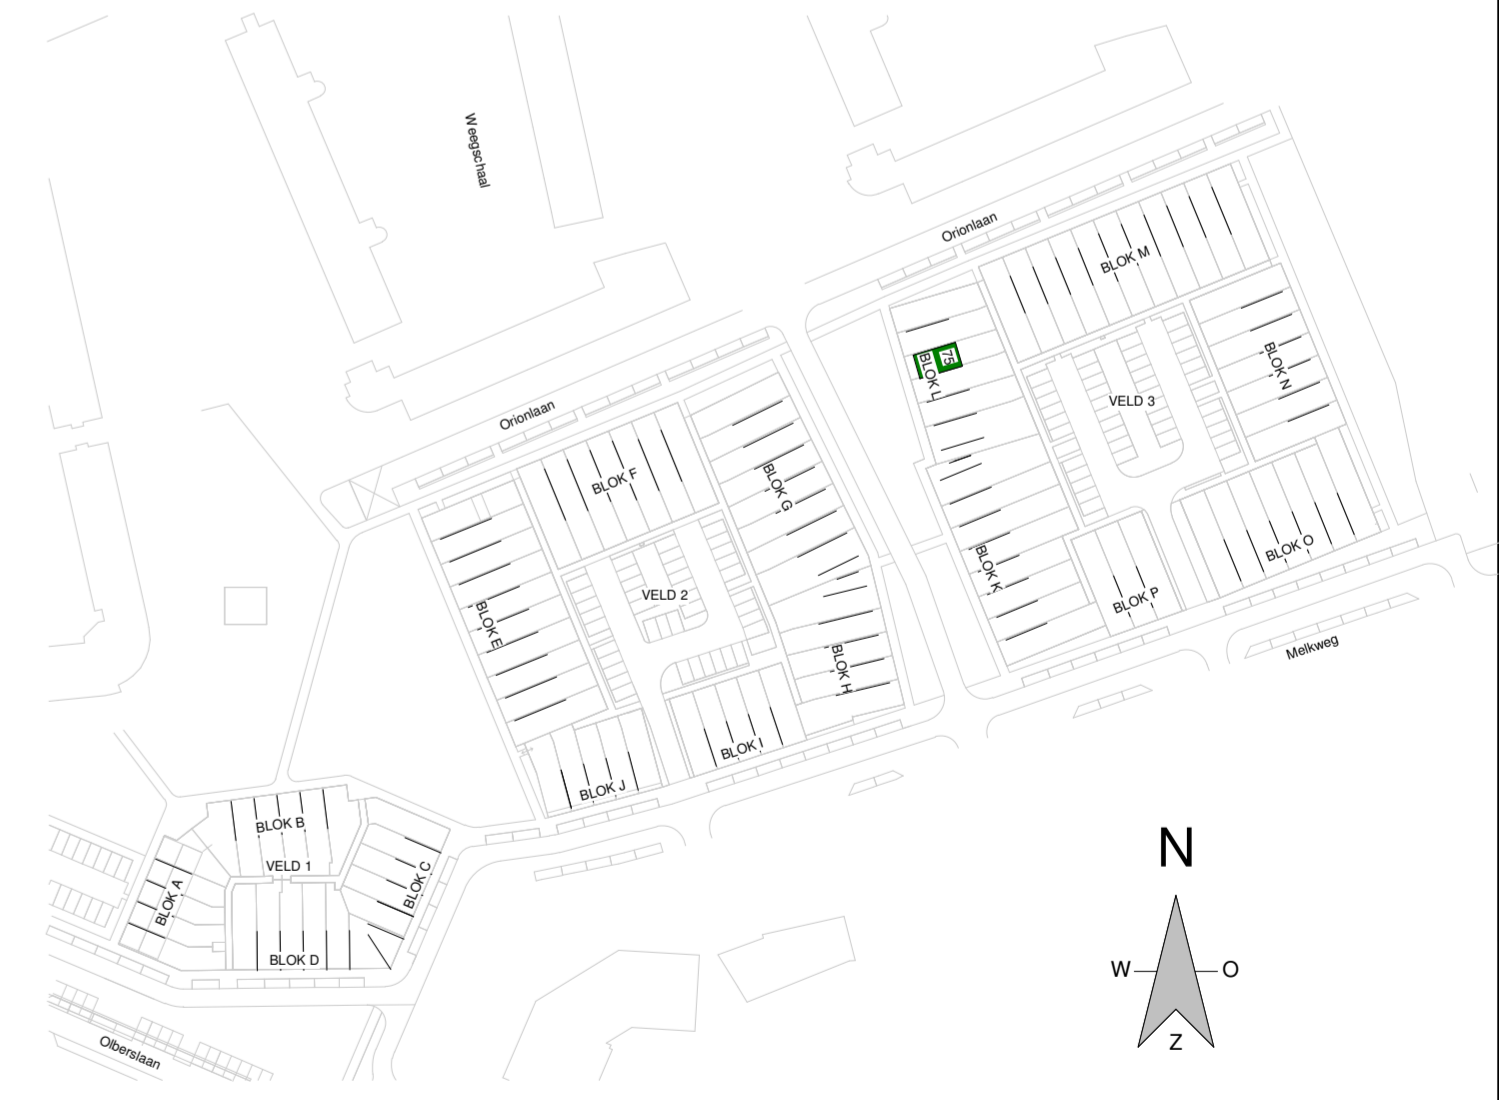 Weegschaal
Orionlaan
BLOK M
75
BLOK L
BLOK N
VELD 3
Orionlaan
BLOK F
BLOK G
BLOK K
BLOK O
BLOK P
VELD 2
BLOK E
BLOK H
Melkweg
BLOK I
BLOK J
BLOK B
VELD 1
BLOK C
BLOK A
BLOK D
Olberslaan
N
W O
Z